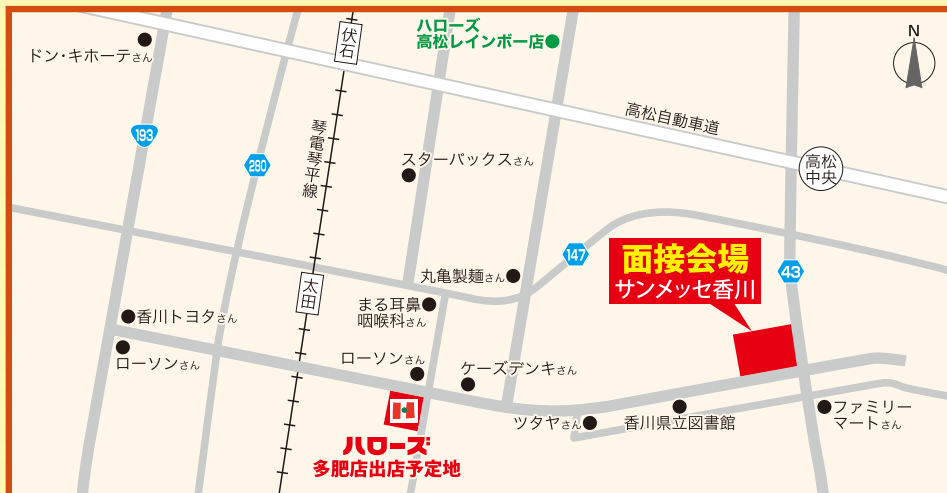 ハローズ
高松レインボー店
N
ドン・キホーテさん
伏石
高松自動車道
193
280
琴電琴平線
スターバックスさん
高松
中央
147
43
面接会場
サンメッセ香川
丸亀製麺さん
太田
まる耳鼻
咽喉科さん
香川トヨタさん
ローソンさん
ローソンさん
ケーズデンキさん
ツタヤさん
香川県立図書館
ファミリー
マートさん
ハローズ
多肥店出店予定地